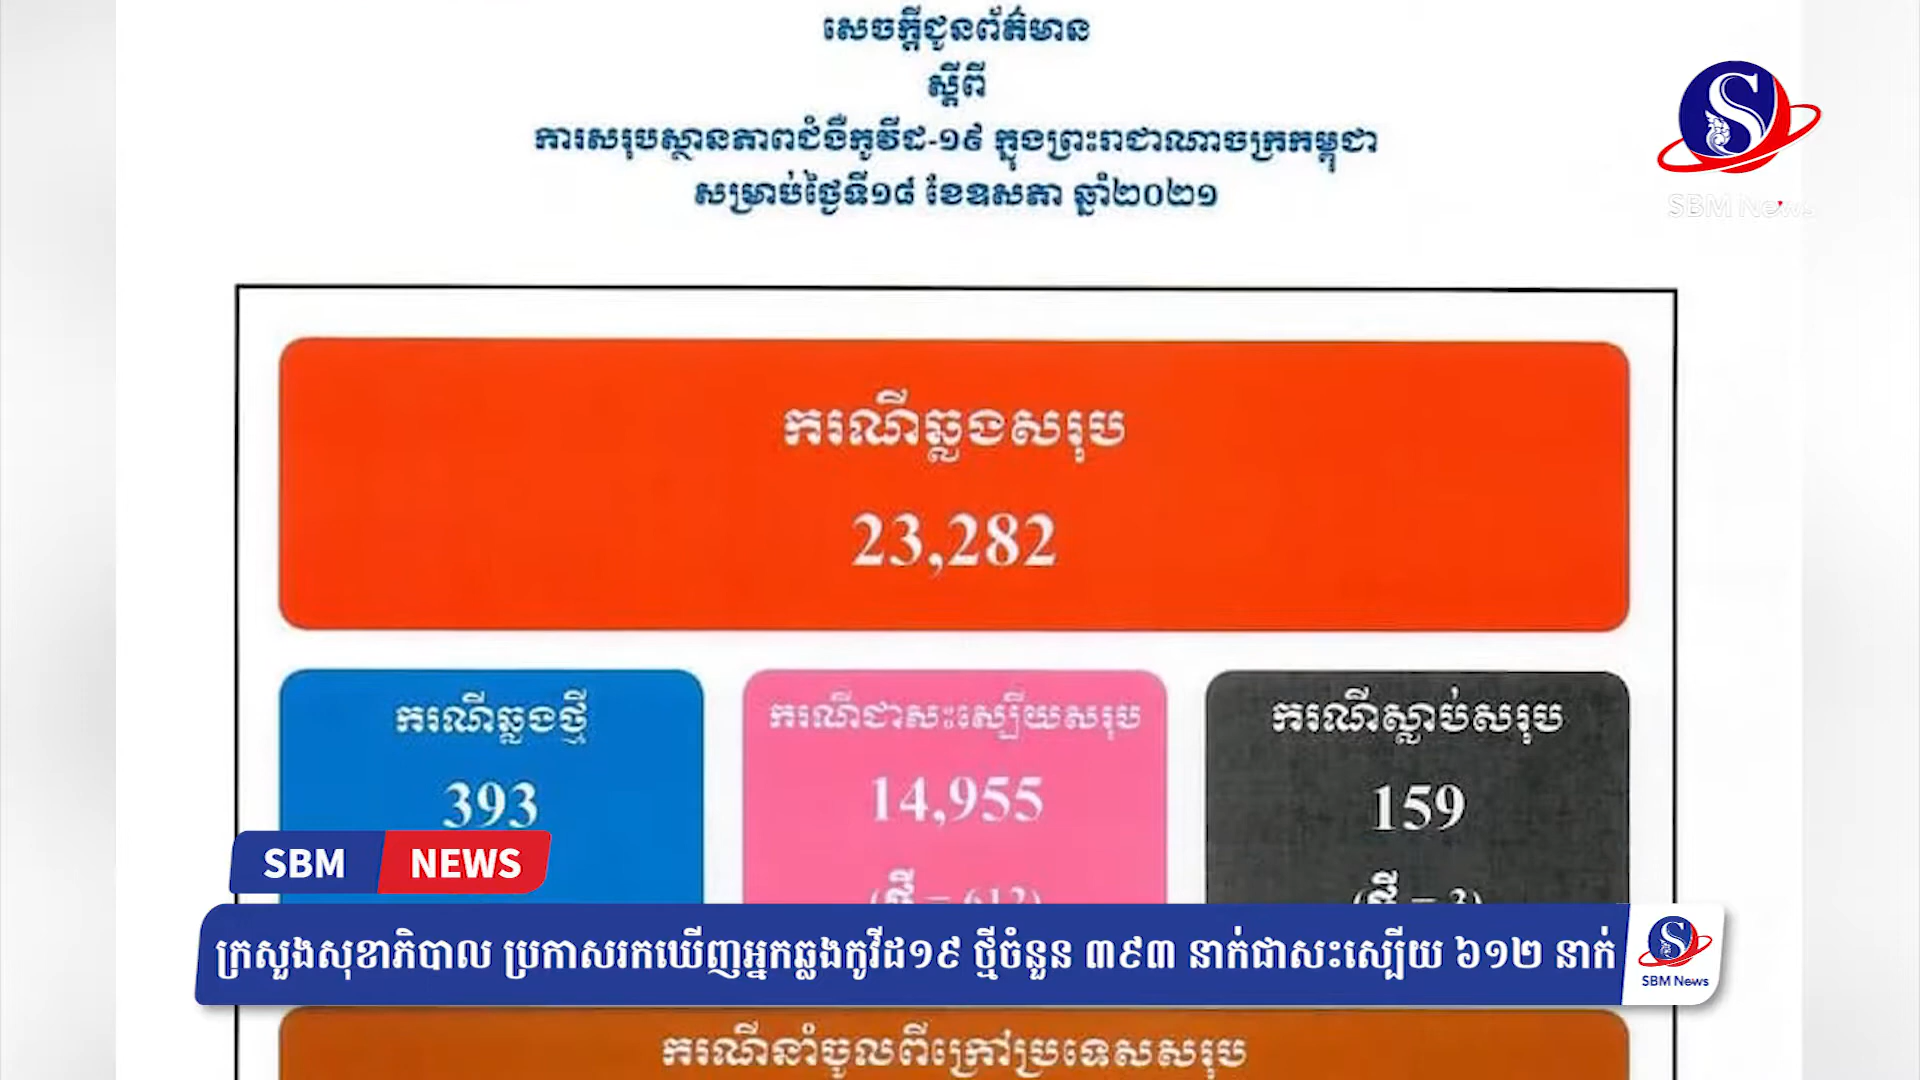 សេចក្តីជូនព័ត៌មាន
ស្តីពី
ការសរុបស្ថានភាពជំងឺកូវីដ-១៩ ក្នុងព្រះរាជាណាចក្រកម្ពុជា
សម្រាប់ថ្ងៃទី១៨ ខែឧសភា ឆ្នាំ២០២១
SBM News
ករណីឆ្លងសរុប
23,282
ករណីឆ្លងថ្មី
393
ករណីជាសះស្បើយសរុប
14,955
(ថ្មី = 612)
ករណីស្លាប់សរុប
159
(ថ្មី = 3)
SBM NEWS
ក្រសួងសុខាភិបាល ប្រកាសរកឃើញអ្នកឆ្លងកូវីដ១៩ ថ្មីចំនួន ៣៩៣ នាក់ជាសះស្បើយ ៦១២ នាក់
SBM News
ករណីនាំចូលពីក្រៅប្រទេសសរុប